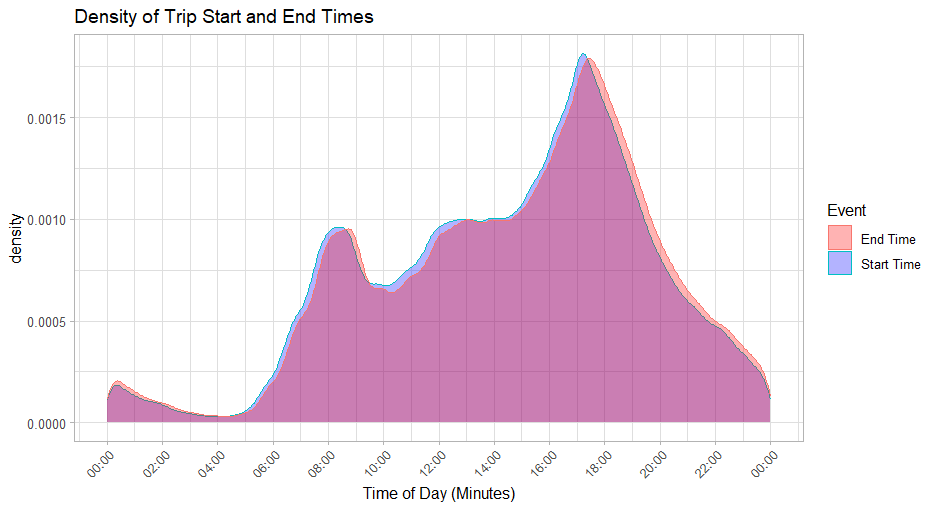 Density of Trip Start and End Times
density
0.0015
0.0010
0.0005
0.0000
00:00 02:00 04:00 06:00 08:00 10:00 12:00 14:00 16:00 18:00 20:00 22:00 00:00
Time of Day (Minutes)
Event
End Time
Start Time